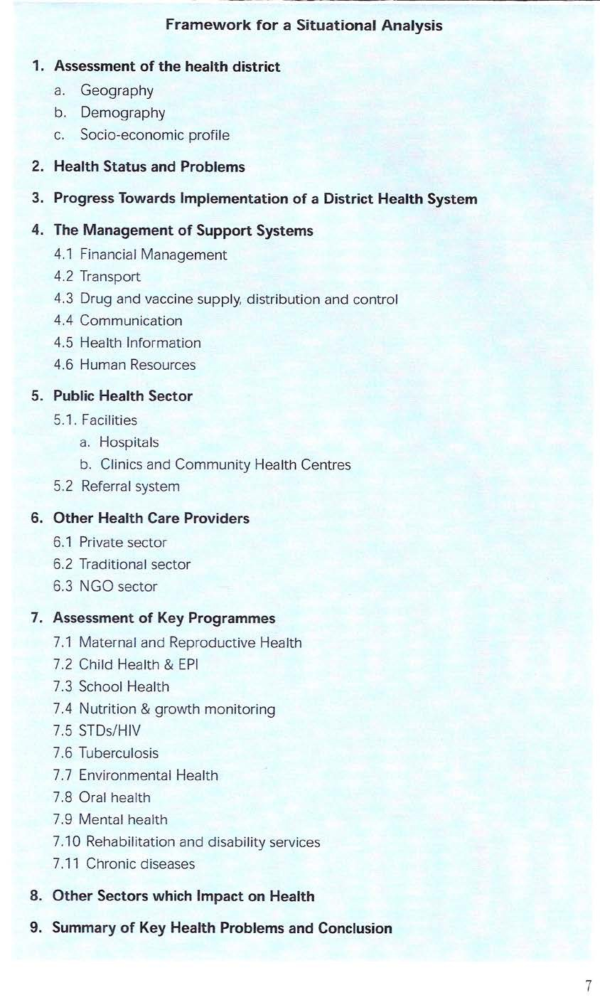 Framework for a Situational Analysis
1. Assessment of the health district
a. Geography
b. Demography
c. Socio-economic profile
2. Health Status and Problems
3. Progress Towards Implementation of a District Health System
4. The Management of Support Systems
4.1 Financial Management
4.2 Transport
4.3 Drug and vaccine supply, distribution and control
4.4 Communication
4.5 Health Information
4.6 Human Resources
5. Public Health Sector
5.1. Facilities
a. Hospitals
b. Clinics and Community Health Centres
5.2 Referral system
6. Other Health Care Providers
6.1 Private sector
6.2 Traditional sector
6.3 NGO sector
7. Assessment of Key Programmes
7.1 Maternal and Reproductive Health
7.2 Child Health & EPI
7.3 School Health
7.4 Nutrition & growth monitoring
7.5 STDs/HIV
7.6 Tuberculosis
7.7 Environmental Health
7.8 Oral health
7.9 Mental health
7.10 Rehabilitation and disability services
7.11 Chronic diseases
8. Other Sectors which Impact on Health
9. Summary of Key Health Problems and Conclusion
7